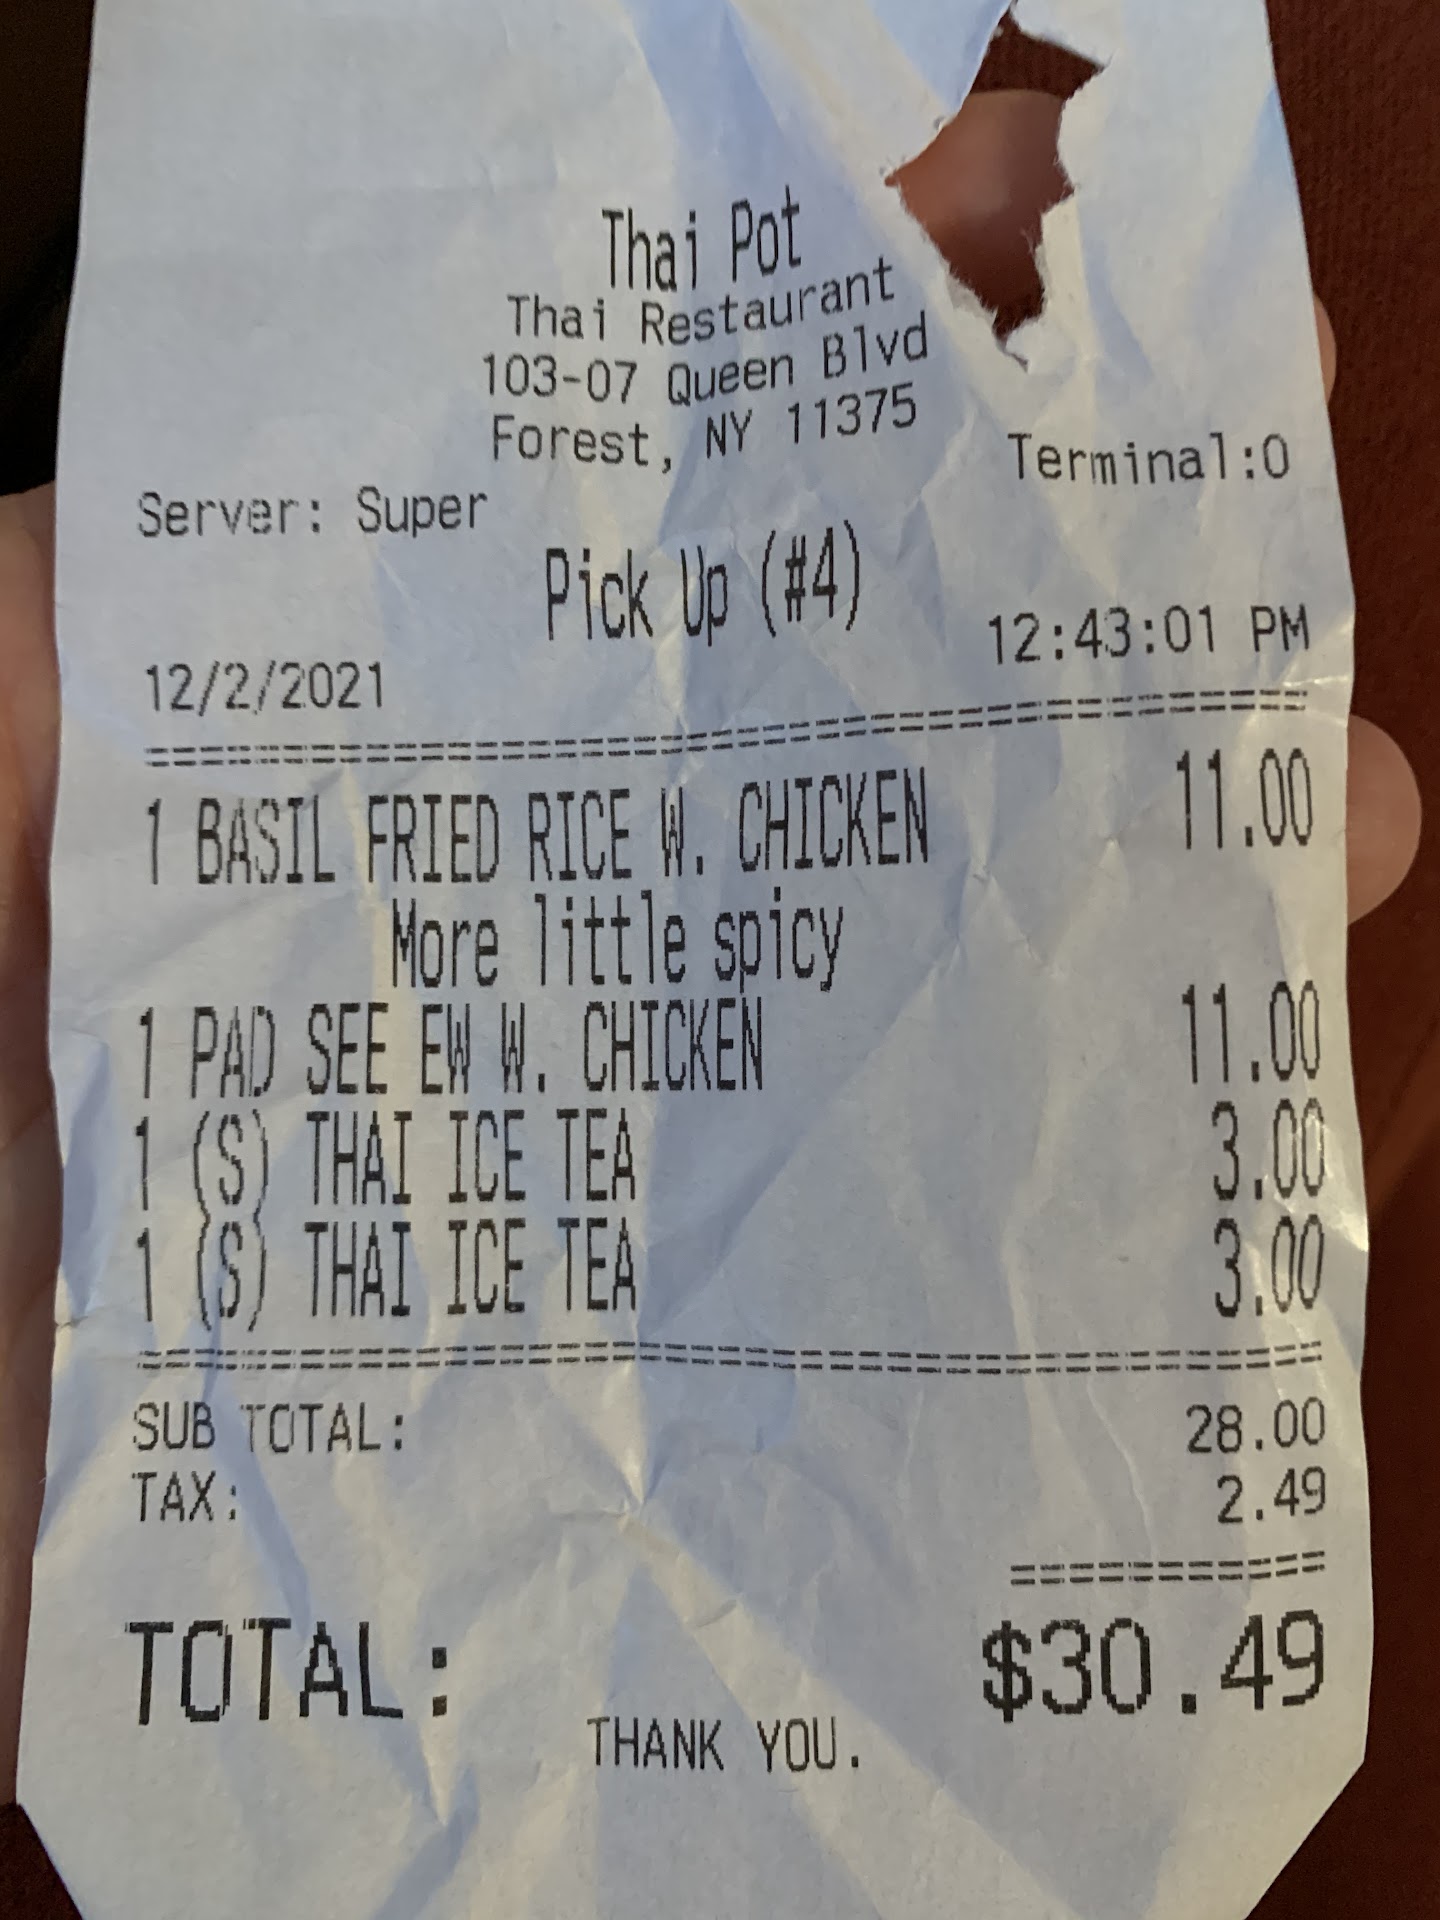 Thai Pot
Thai Restaurant
103-07 Queen Blvd
Forest, NY 11375
Terminal:0
Server: Super
Pick Up (#4)
12/2/2021 12:43:01 PM
1 BASIL FRIED RICE W. CHICKEN 11.00
More little spicy
1 PAD SEE EW W. CHICKEN 11.00
1 (S) THAI ICE TEA 3.00
1 (S) THAI ICE TEA 3.00
SUB TOTAL: 28.00
TAX: 2.49
TOTAL: $30.49
THANK YOU.